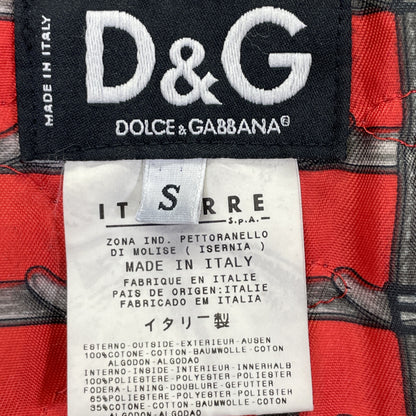 MADE IN ITALY
D&G
DOLCE & GABBANA®
S
IT RRE
S.p.A.
ZONA IND. PETTORANELLO
DI MOLISE ( ISERNIA )
MADE IN ITALY
FABRIQUÉ EN ITALIE
PAIS DE ORIGEN:ITALIE
FABRICADO EM ITALIA
イタリー製
ESTERNO-OUTSIDE-EXTERIEUR-AUSEN
100%COTONE-COTTON-BAUMWOLLE-COTON
ALGODON-ALGODAO
INTERNO-INSIDE-INTERIEUR-INNERHALB
100%POLIESTERE-POLYESTER-POLIESTER
FODERA-LINING-DOUBLURE-GEFUTTER
65%POLIESTERE-POLYESTER-POLIESTER
35%COTONE-COTTON-BAUMWOLLE-COTON
ALGODON-ALGODAO